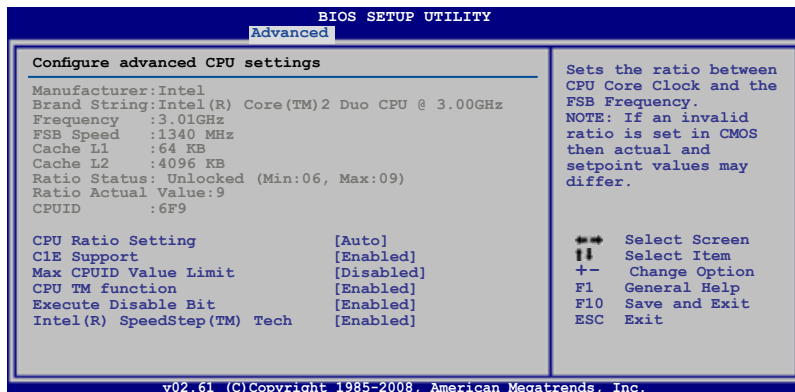 BIOS SETUP UTILITY
Advanced
Configure advanced CPU settings
Manufacturer:Intel
Brand String:Intel(R) Core(TM)2 Duo CPU @ 3.00GHz
Frequency :3.01GHz
FSB Speed :1340 MHz
Cache L1 :64 KB
Cache L2 :4096 KB
Ratio Status: Unlocked (Min:06, Max:09)
Ratio Actual Value:9
CPUID :6F9
CPU Ratio Setting [Auto]
C1E Support [Enabled]
Max CPUID Value Limit [Disabled]
CPU TM function [Enabled]
Execute Disable Bit [Enabled]
Intel(R) SpeedStep(TM) Tech [Enabled]
Sets the ratio between
CPU Core Clock and the
FSB Frequency.
NOTE: If an invalid
ratio is set in CMOS
then actual and
setpoint values may
differ.
←→ Select Screen
↑↓ Select Item
+- Change Option
F1 General Help
F10 Save and Exit
ESC Exit
v02.61 (C)Copyright 1985-2008, American Megatrends, Inc.